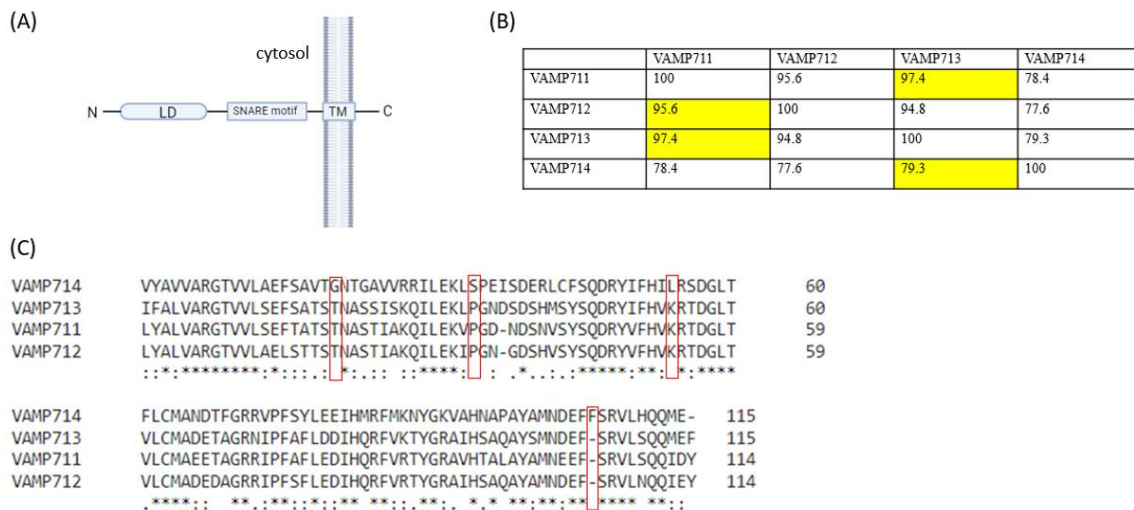 (A)
cytosol
N LD SNARE motif TM C
(B)
VAMP711 VAMP712 VAMP713 VAMP714
VAMP711 100 95.6 97.4 78.4
VAMP712 95.6 100 94.8 77.6
VAMP713 97.4 94.8 100 79.3
VAMP714 78.4 77.6 79.3 100
(C)
VAMP714 VYAVVARGTVVLAEFSAVTGNTGAVVRRILEKLSPEISDERLCFSQDRYIFHILRSDGLT 60
VAMP713 IFALVARGTVVLSEFSATSTNASSISKQILEKLPGNDSDSHMSYSQDRYIFHVKRTDGLT 60
VAMP711 LYALVARGTVVLSEFTATSTNASTIAKQILEKVPGD-NDSNVSYSQDRYVFHVKRTDGLT 59
VAMP712 LYALVARGTVVLAELSTTSTNASTIAKQILEKIPGN-GDSHVSYSQDRYVFHVKRTDGLT 59
::*:********:*:::.:*:.:: ::****:* : .*..:.:*****:**:*:****
VAMP714 FLCMANDTFGRRVPFSYLEEIHMRFMKNYGKVAHNAPAYAMNDEFFSRVLHQQME- 115
VAMP713 VLCMADETAGRNIPFAFLDDIHQRFVKTYGRAIHSAQAYSMNDEF-SRVLSQQMEF 115
VAMP711 VLCMAEETAGRRIPFAFLEDIHQRFVRTYGRAVHTALAYAMNEEF-SRVLSQQIDY 114
VAMP712 VLCMADEDAGRRIPFSFLEDIHQRFVRTYGRAIHSAQAYAMNDEF-SRVLNQQIEY 114
.****:: **.:**::*::** **::.**:. *.* **:**:** **** **::